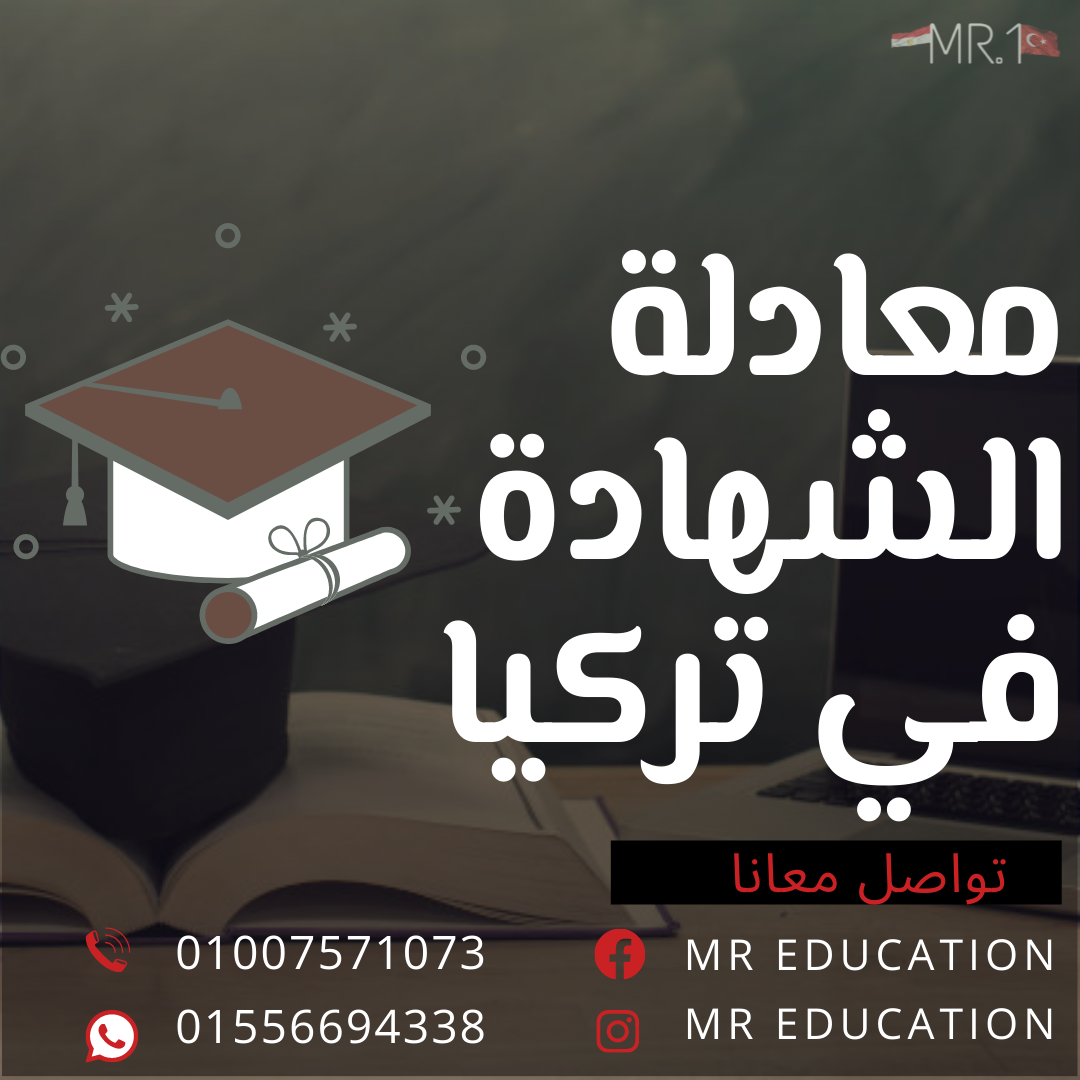 MR.1
معادلة
الشهادة
في تركيا
تواصل معانا
01007571073
MR EDUCATION
01556694338
MR EDUCATION